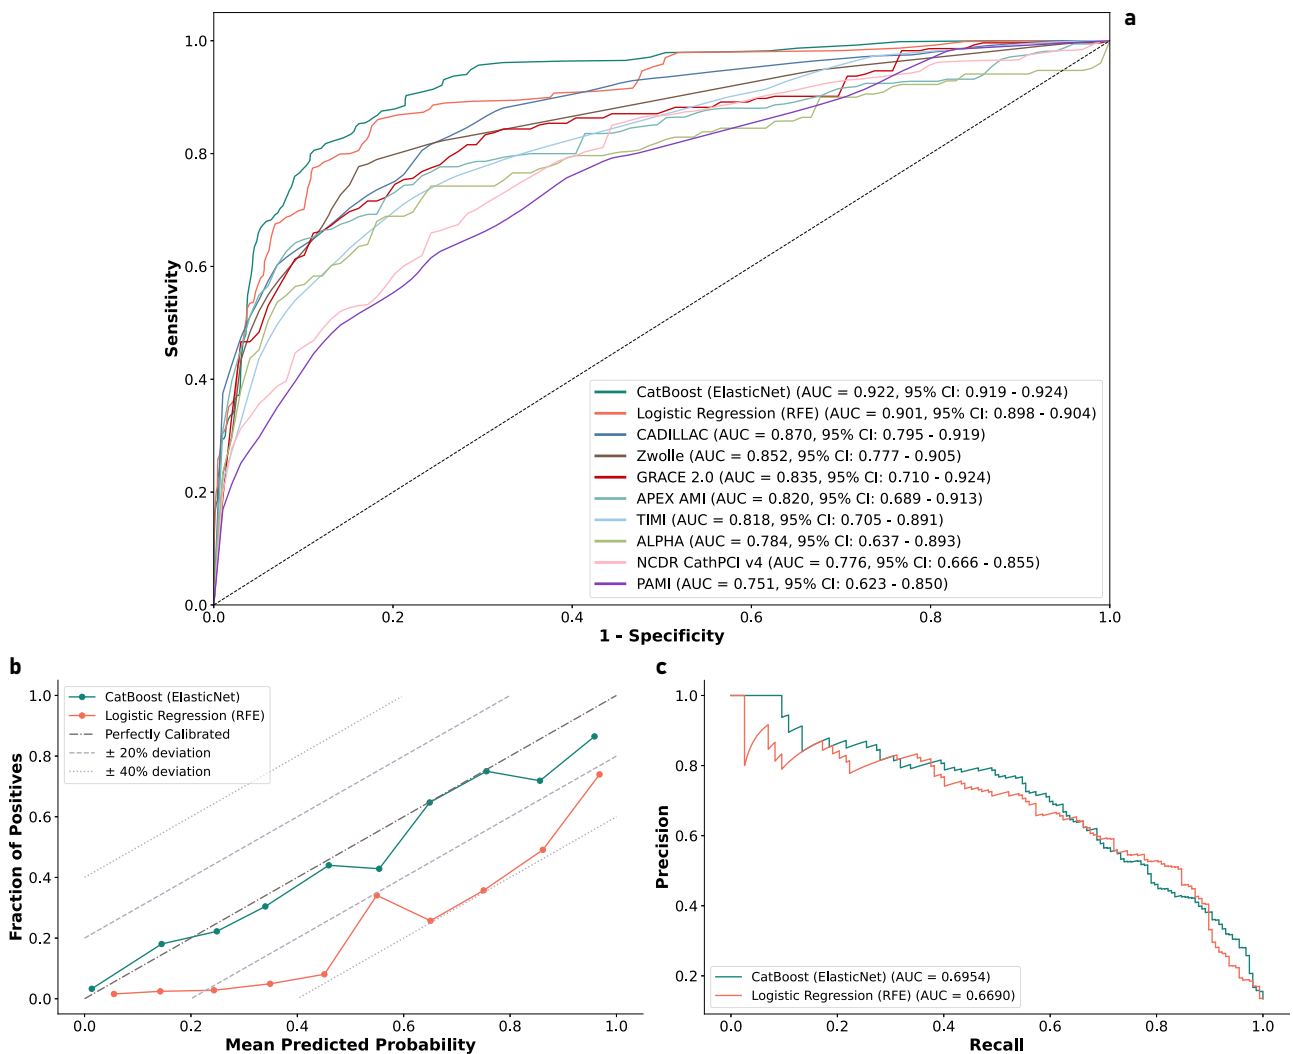 a
1.0
0.8
0.6
0.4
0.2
0.0
Sensitivity
CatBoost (ElasticNet) (AUC = 0.922, 95% CI: 0.919 - 0.924)
Logistic Regression (RFE) (AUC = 0.901, 95% CI: 0.898 - 0.904)
CADILLAC (AUC = 0.870, 95% CI: 0.795 - 0.919)
Zwolle (AUC = 0.852, 95% CI: 0.777 - 0.905)
GRACE 2.0 (AUC = 0.835, 95% CI: 0.710 - 0.924)
APEX AMI (AUC = 0.820, 95% CI: 0.689 - 0.913)
TIMI (AUC = 0.818, 95% CI: 0.705 - 0.891)
ALPHA (AUC = 0.784, 95% CI: 0.637 - 0.893)
NCDR CathPCI v4 (AUC = 0.776, 95% CI: 0.666 - 0.855)
PAMI (AUC = 0.751, 95% CI: 0.623 - 0.850)
0.0 0.2 0.4 0.6 0.8 1.0
1 - Specificity
b
1.0
0.8
0.6
0.4
0.2
0.0
Fraction of Positives
CatBoost (ElasticNet)
Logistic Regression (RFE)
Perfectly Calibrated
± 20% deviation
± 40% deviation
0.0 0.2 0.4 0.6 0.8 1.0
Mean Predicted Probability
c
1.0
0.8
0.6
0.4
0.2
Precision
CatBoost (ElasticNet) (AUC = 0.6954)
Logistic Regression (RFE) (AUC = 0.6690)
0.0 0.2 0.4 0.6 0.8 1.0
Recall